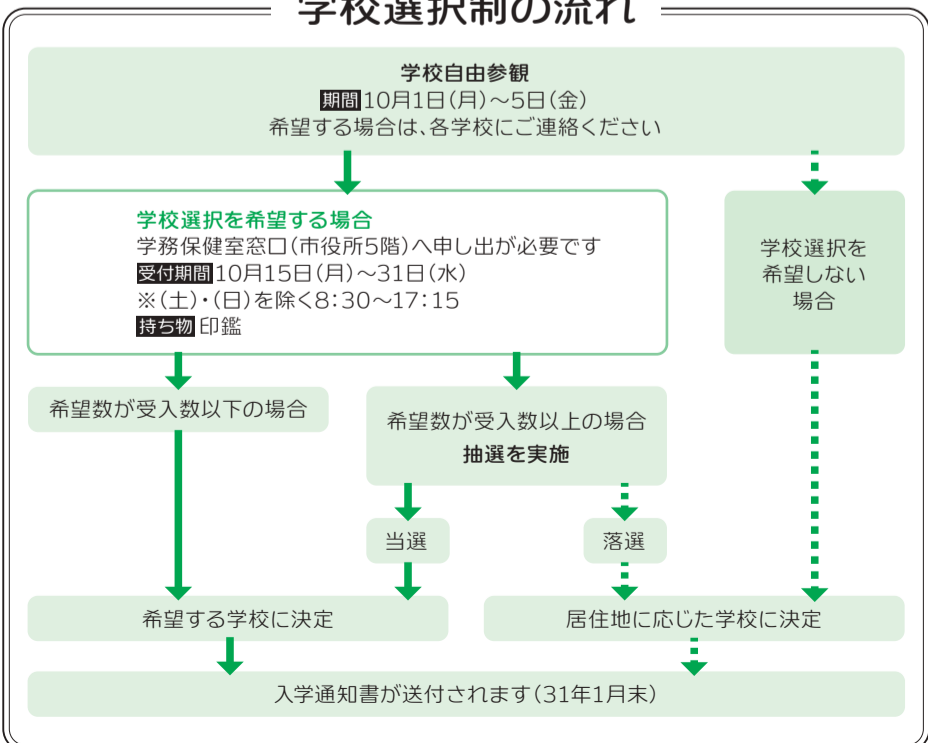 学校選択制の流れ
学校自由参観
期間 10月1日(月)～5日(金)
希望する場合は、各学校にご連絡ください
学校選択を希望する場合
学務保健室窓口(市役所5階)へ申し出が必要です
受付期間 10月15日(月)～31日(水)
※(土)・(日)を除く8：30～17：15
持ち物 印鑑
学校選択を
希望しない
場合
希望数が受入数以下の場合
希望数が受入数以上の場合
抽選を実施
当選
落選
希望する学校に決定
居住地に応じた学校に決定
入学通知書が送付されます(31年1月末)